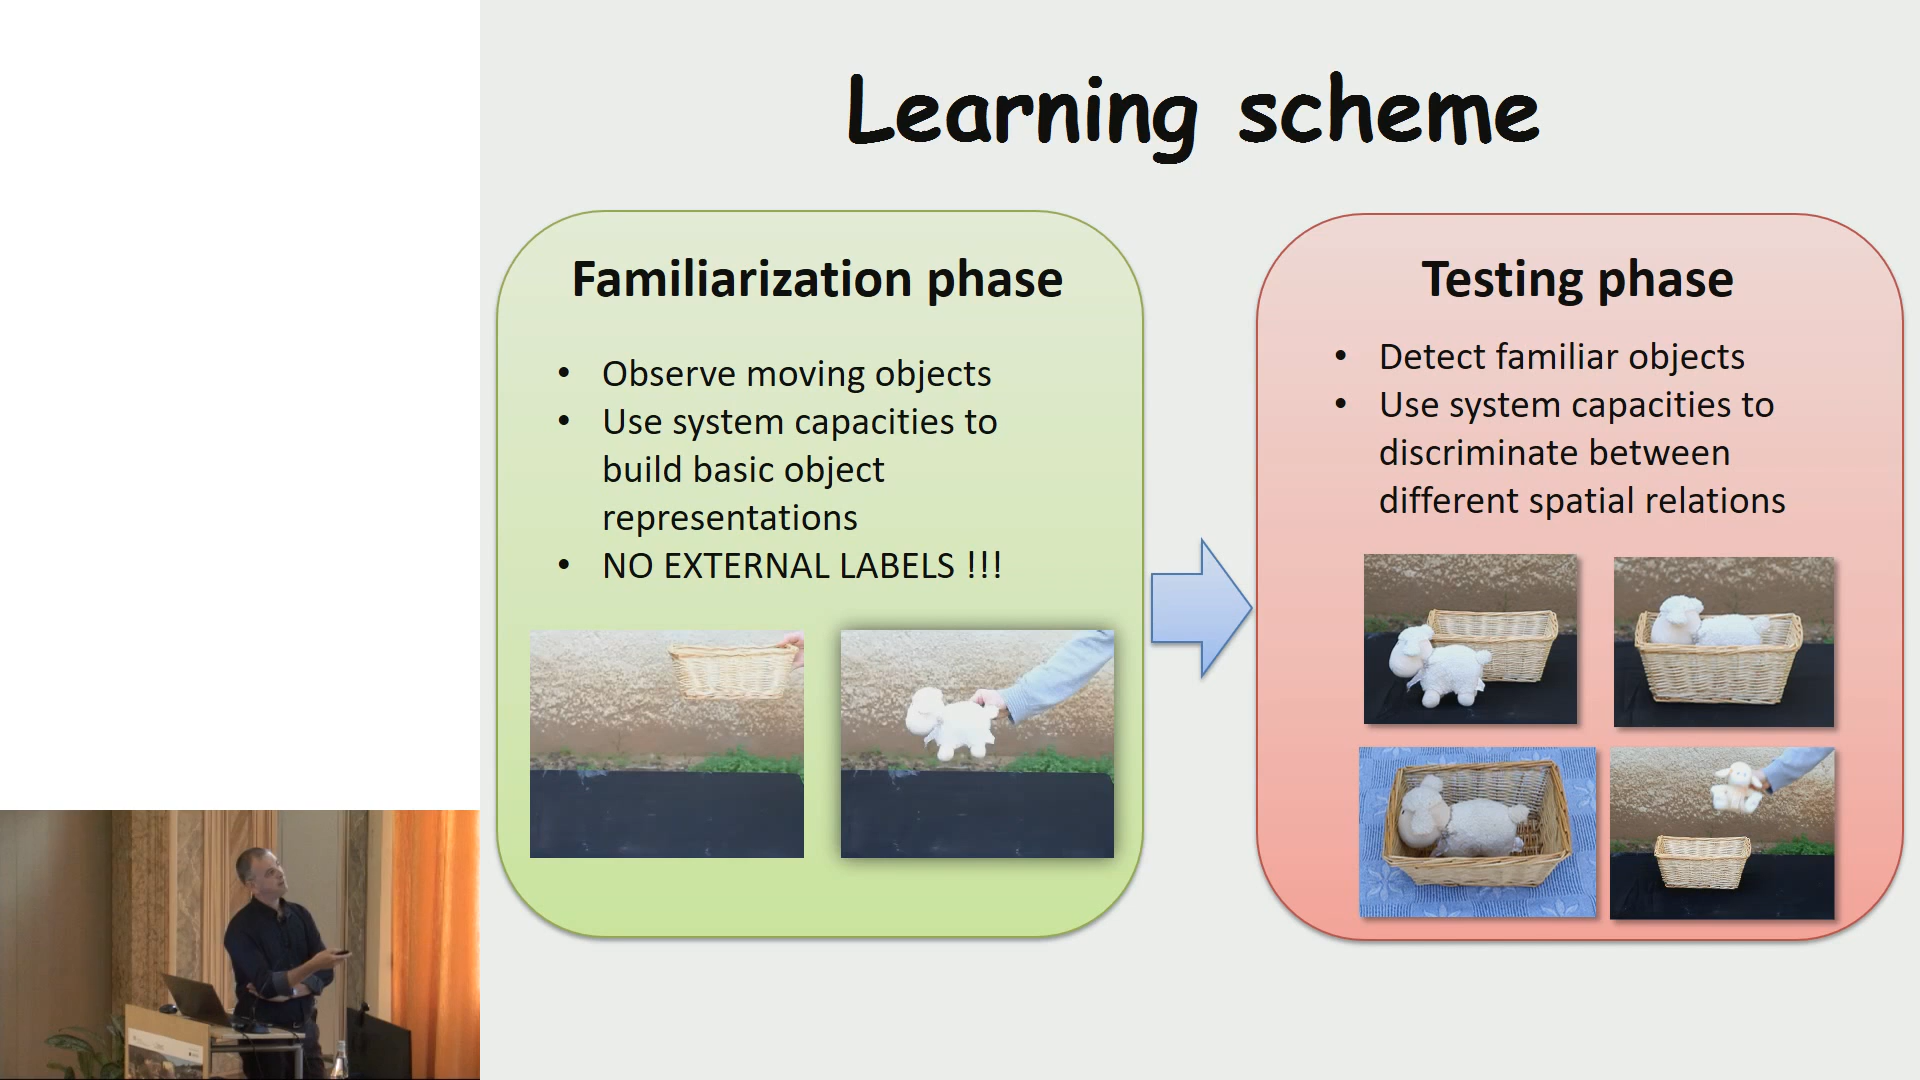 Learning scheme
Familiarization phase
• Observe moving objects
• Use system capacities to
build basic object
representations
• NO EXTERNAL LABELS !!!
Testing phase
• Detect familiar objects
• Use system capacities to
discriminate between
different spatial relations